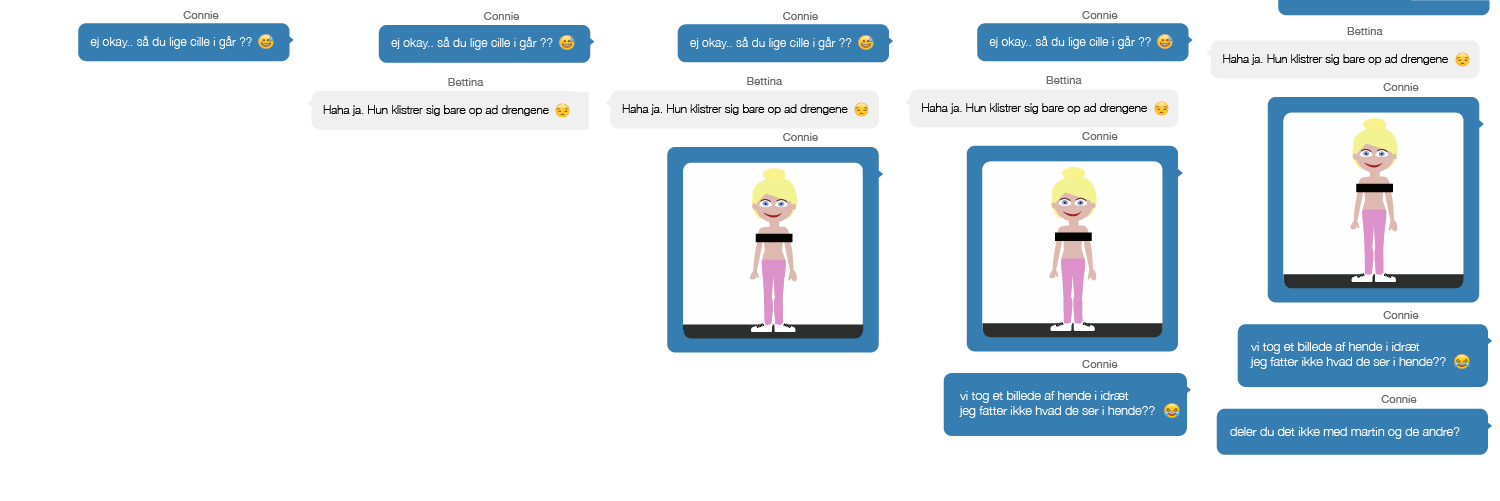 Connie
ej okay.. så du lige cille i går ??
Connie
ej okay.. så du lige cille i går ??
Bettina
Haha ja. Hun klistrer sig bare op ad drengene
Connie
ej okay.. så du lige cille i går ??
Bettina
Haha ja. Hun klistrer sig bare op ad drengene
Connie
Connie
ej okay.. så du lige cille i går ??
Bettina
Haha ja. Hun klistrer sig bare op ad drengene
Connie
Connie
vi tog et billede af hende i idræt
jeg fatter ikke hvad de ser i hende??
Bettina
Haha ja. Hun klistrer sig bare op ad drengene
Connie
Connie
vi tog et billede af hende i idræt
jeg fatter ikke hvad de ser i hende??
Connie
deler du det ikke med martin og de andre?